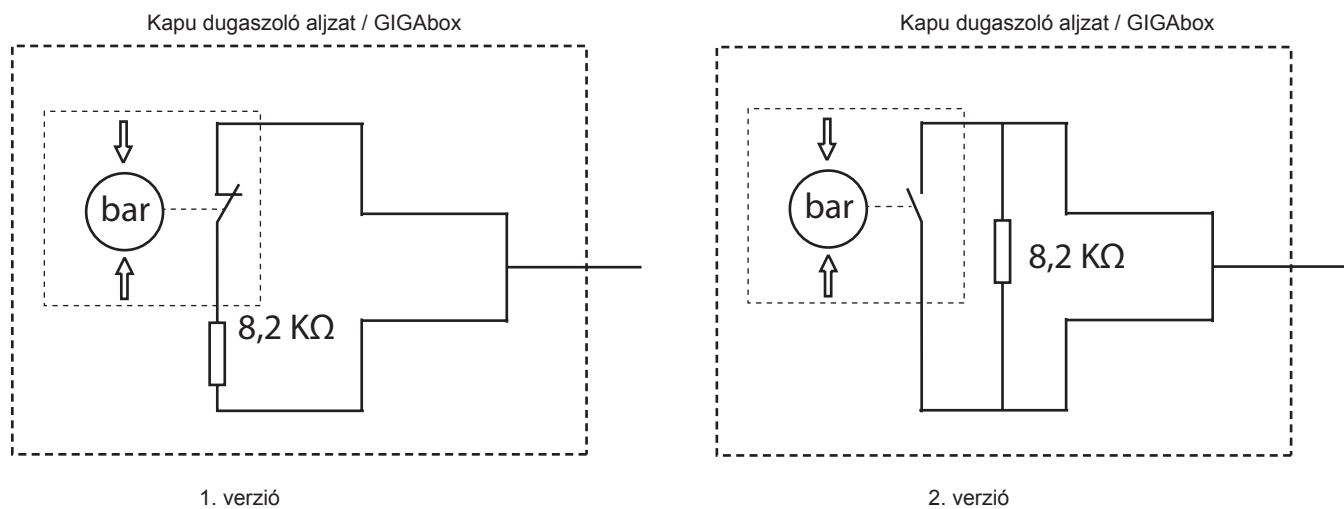 Kapu dugaszoló aljzat / GIGAbox
bar
8,2 KΩ
1. verzió
Kapu dugaszoló aljzat / GIGAbox
bar
8,2 KΩ
2. verzió